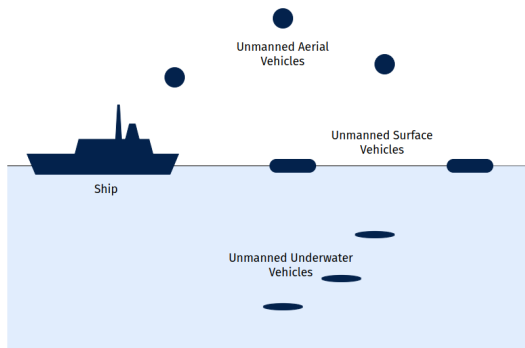 Unmanned Aerial
Vehicles
Unmanned Surface
Vehicles
Ship
Unmanned Underwater
Vehicles